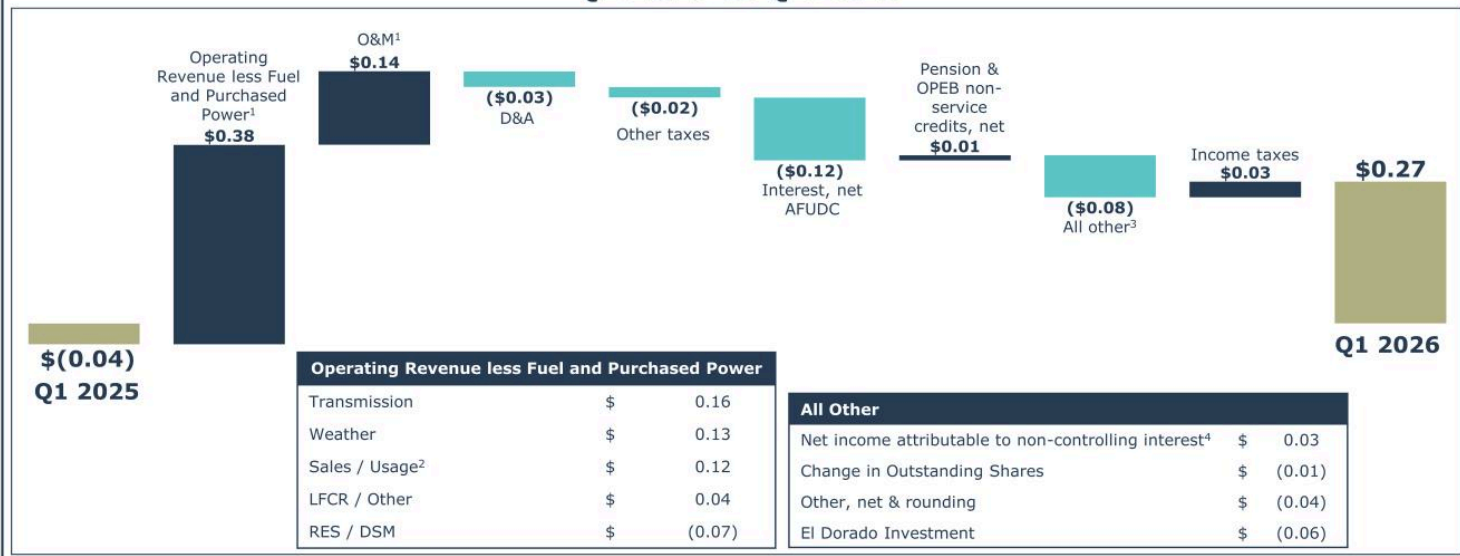 Operating
Revenue less Fuel
and Purchased
Power¹
$0.38
O&M¹
$0.14
($0.03)
D&A
($0.02)
Other taxes
($0.12)
Interest, net
AFUDC
Pension &
OPEB non-
service
credits, net
$0.01
($0.08)
All other³
Income taxes
$0.03
$0.27
Q1 2026
$(0.04)
Q1 2025
Operating Revenue less Fuel and Purchased Power
Transmission $ 0.16
Weather $ 0.13
Sales / Usage² $ 0.12
LFCR / Other $ 0.04
RES / DSM $ (0.07)
All Other
Net income attributable to non-controlling interest⁴ $ 0.03
Change in Outstanding Shares $ (0.01)
Other, net & rounding $ (0.04)
El Dorado Investment $ (0.06)